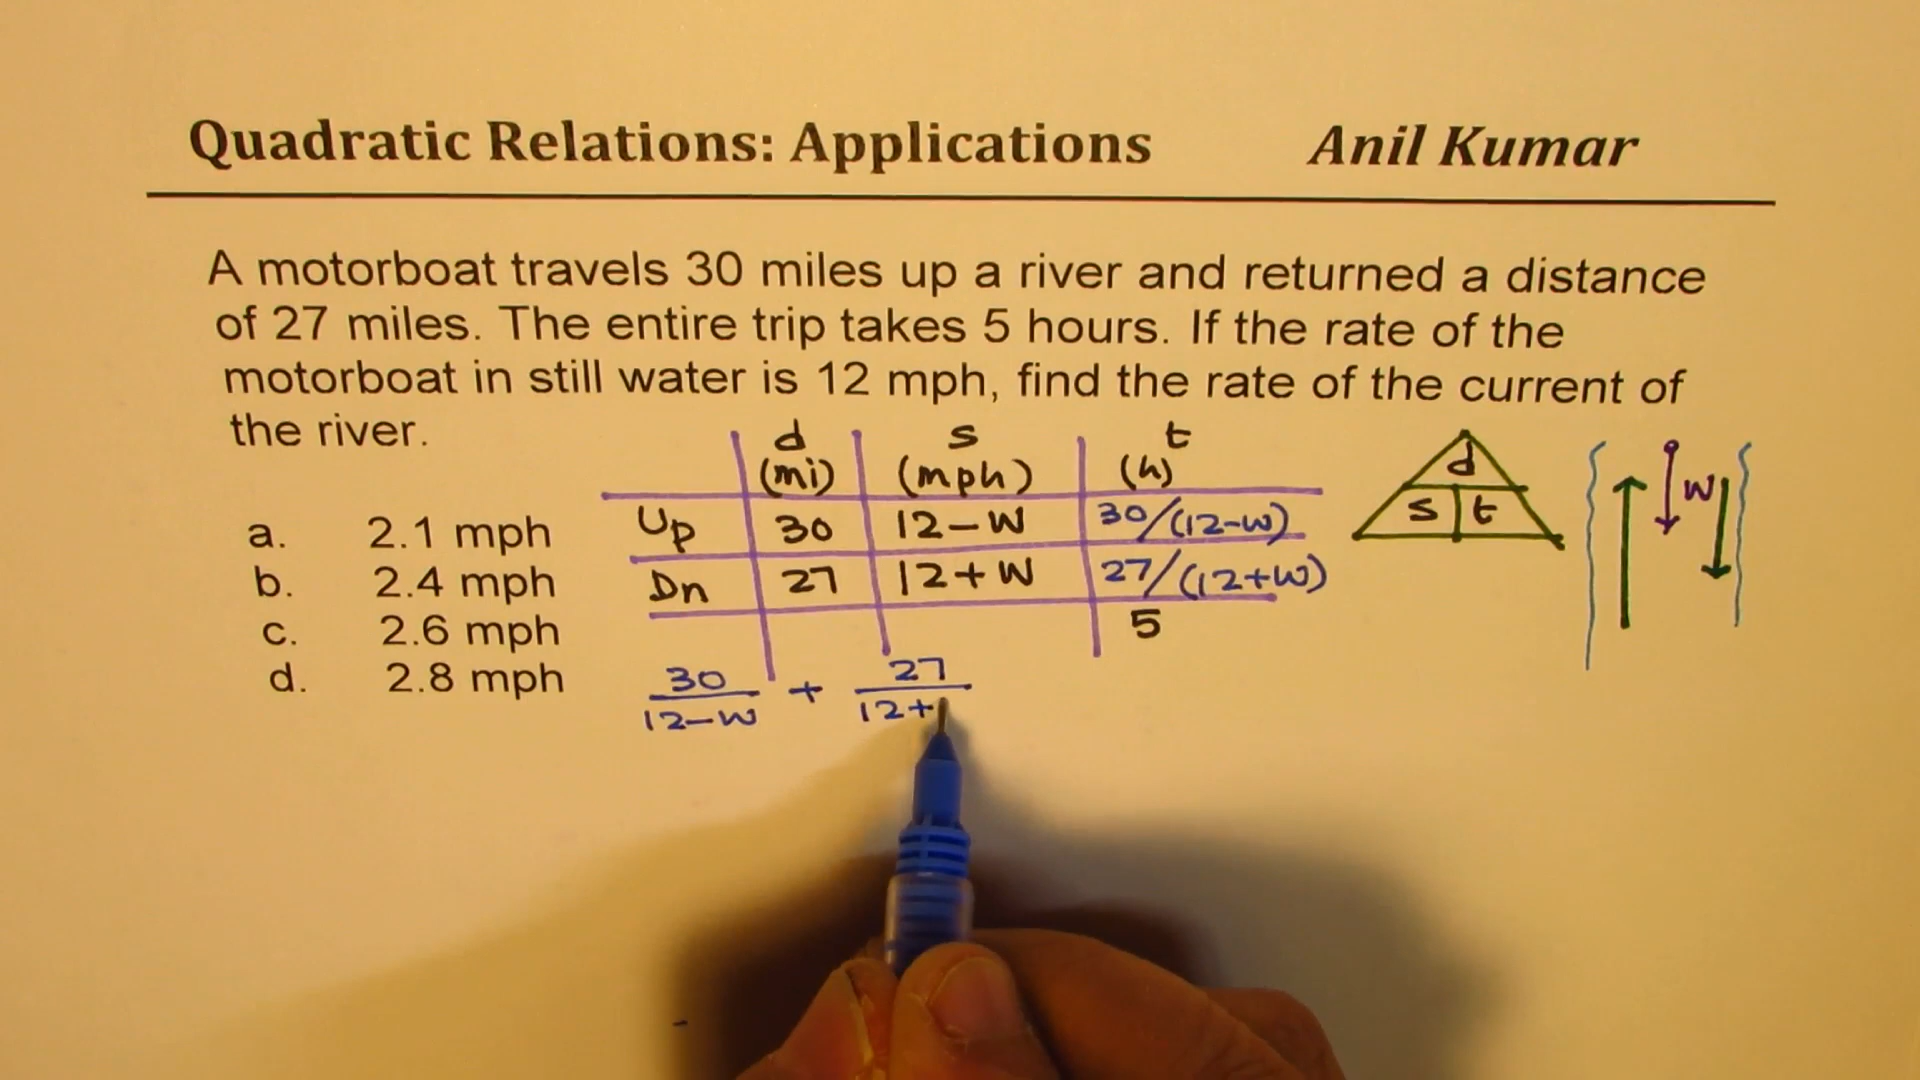 Quadratic Relations: Applications Anil Kumar
A motorboat travels 30 miles up a river and returned a distance
of 27 miles. The entire trip takes 5 hours. If the rate of the
motorboat in still water is 12 mph, find the rate of the current of
the river.
a. 2.1 mph
b. 2.4 mph
c. 2.6 mph
d. 2.8 mph
d s t
(mi) (mph) (h)
Up 30 12-W 30/(12-W)
Dn 27 12+W 27/(12+W)
5
30 + 27
12-W 12+
d
s t
W